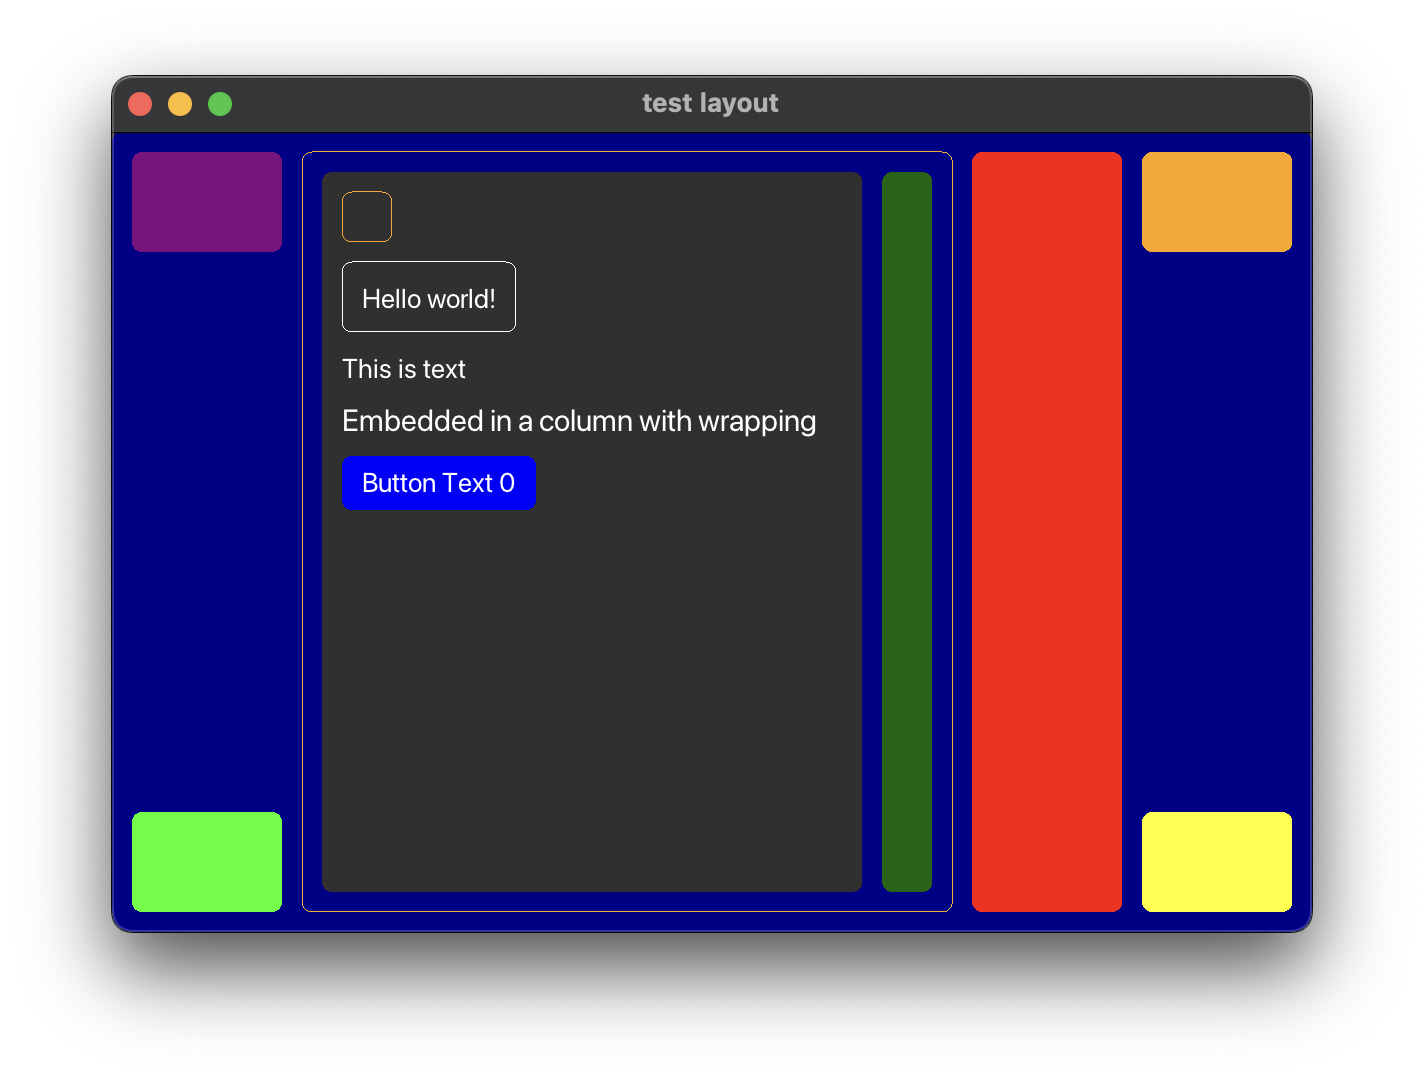 test layout
Hello world!
This is text
Embedded in a column with wrapping
Button Text 0